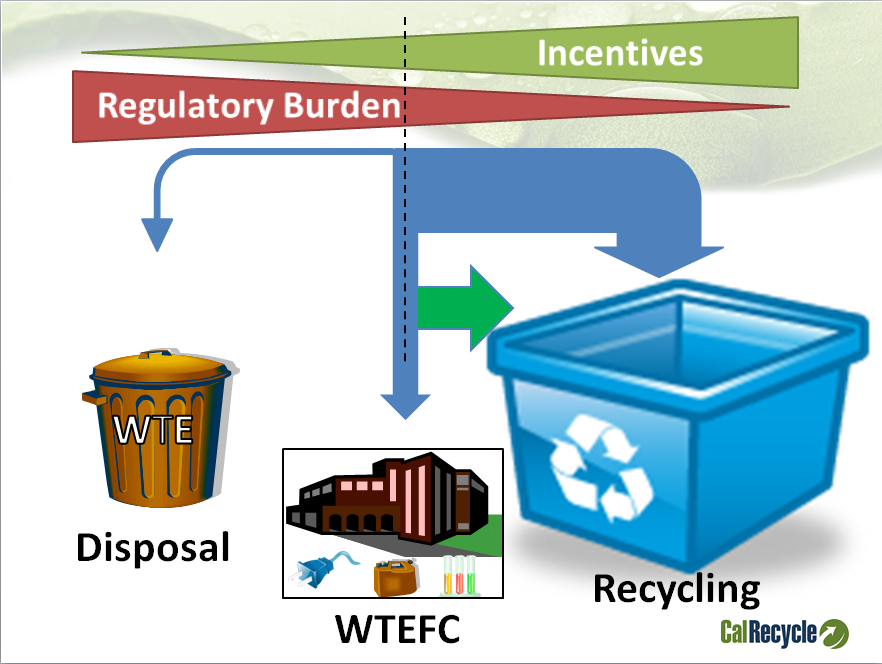 Incentives
Regulatory Burden
WTE
Disposal
WTEFC
Recycling
CalRecycle